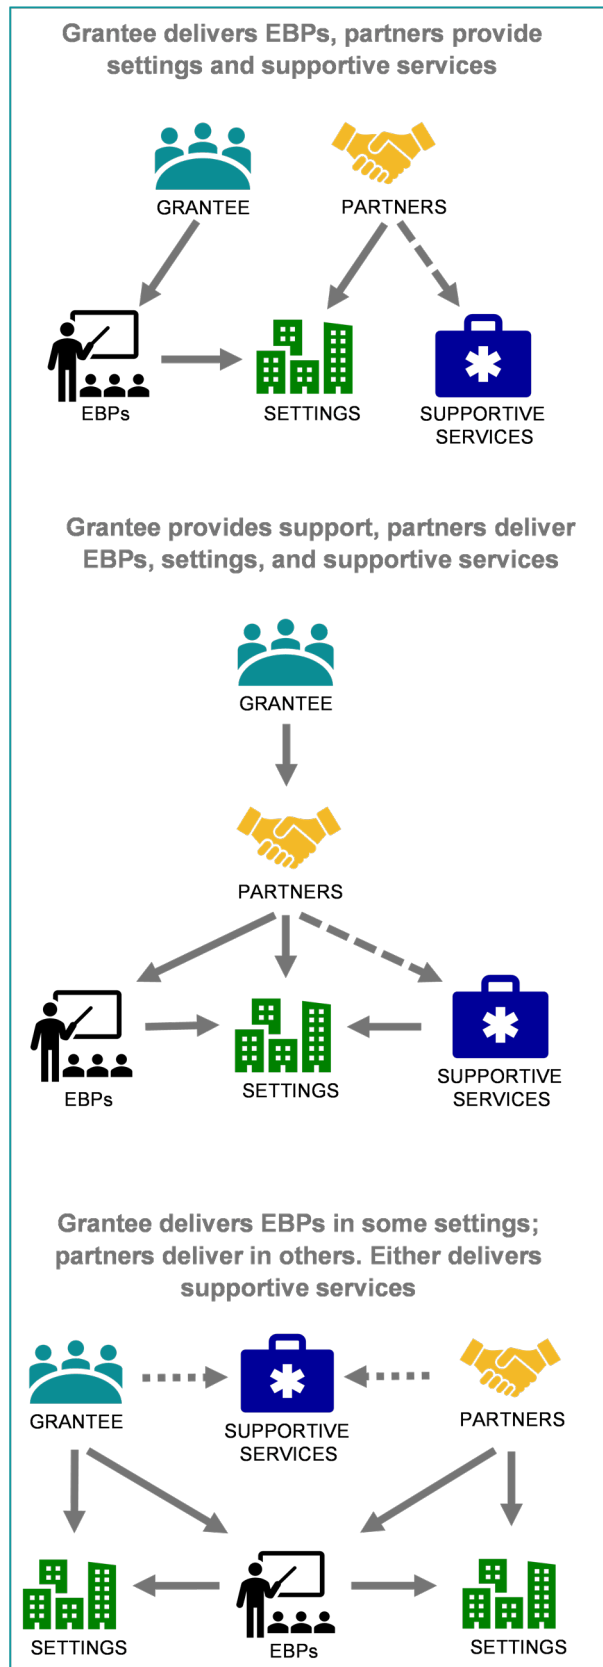 Grantee delivers EBPs, partners provide
settings and supportive services
GRANTEE
PARTNERS
EBPs
SETTINGS
SUPPORTIVE
SERVICES
Grantee provides support, partners deliver
EBPs, settings, and supportive services
GRANTEE
PARTNERS
EBPs
SETTINGS
SUPPORTIVE
SERVICES
Grantee delivers EBPs in some settings;
partners deliver in others. Either delivers
supportive services
GRANTEE
SUPPORTIVE
SERVICES
PARTNERS
SETTINGS
EBPs
SETTINGS